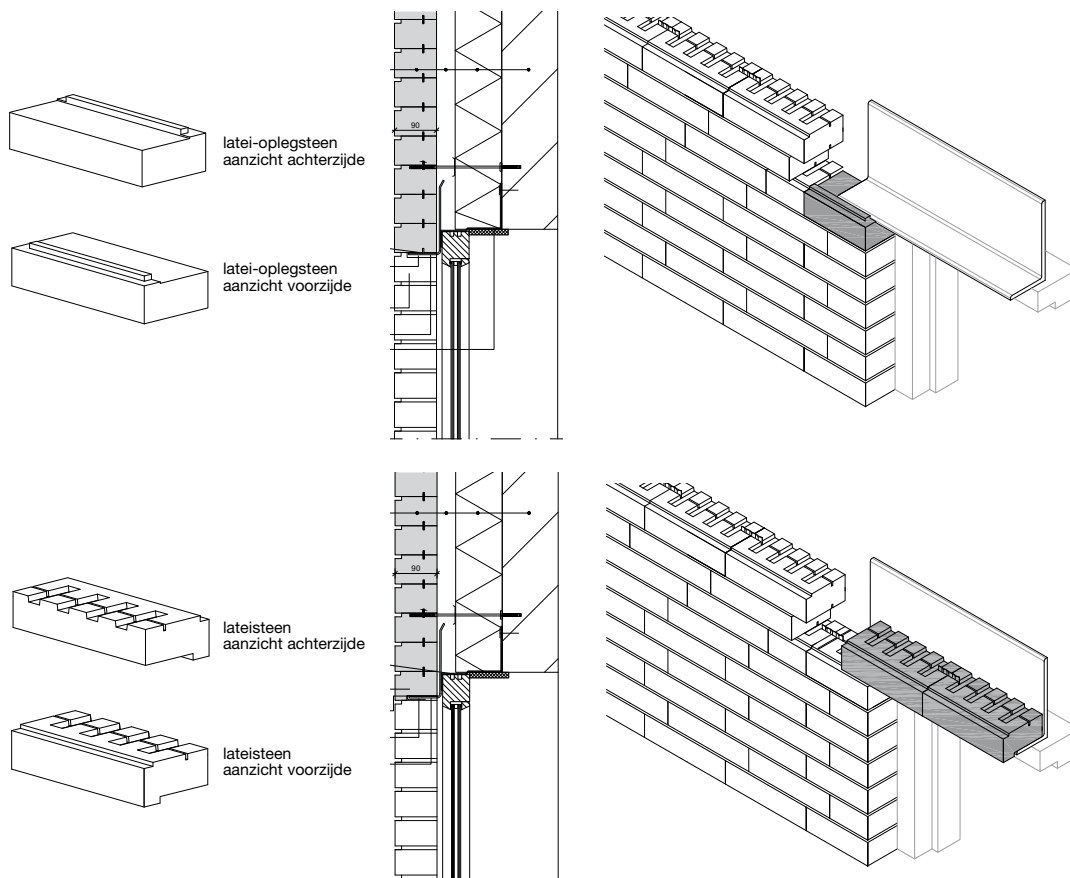 latei-oplegsteen
aanzicht achterzijde
latei-oplegsteen
aanzicht voorzijde
90
lateisteen
aanzicht achterzijde
lateisteen
aanzicht voorzijde
90